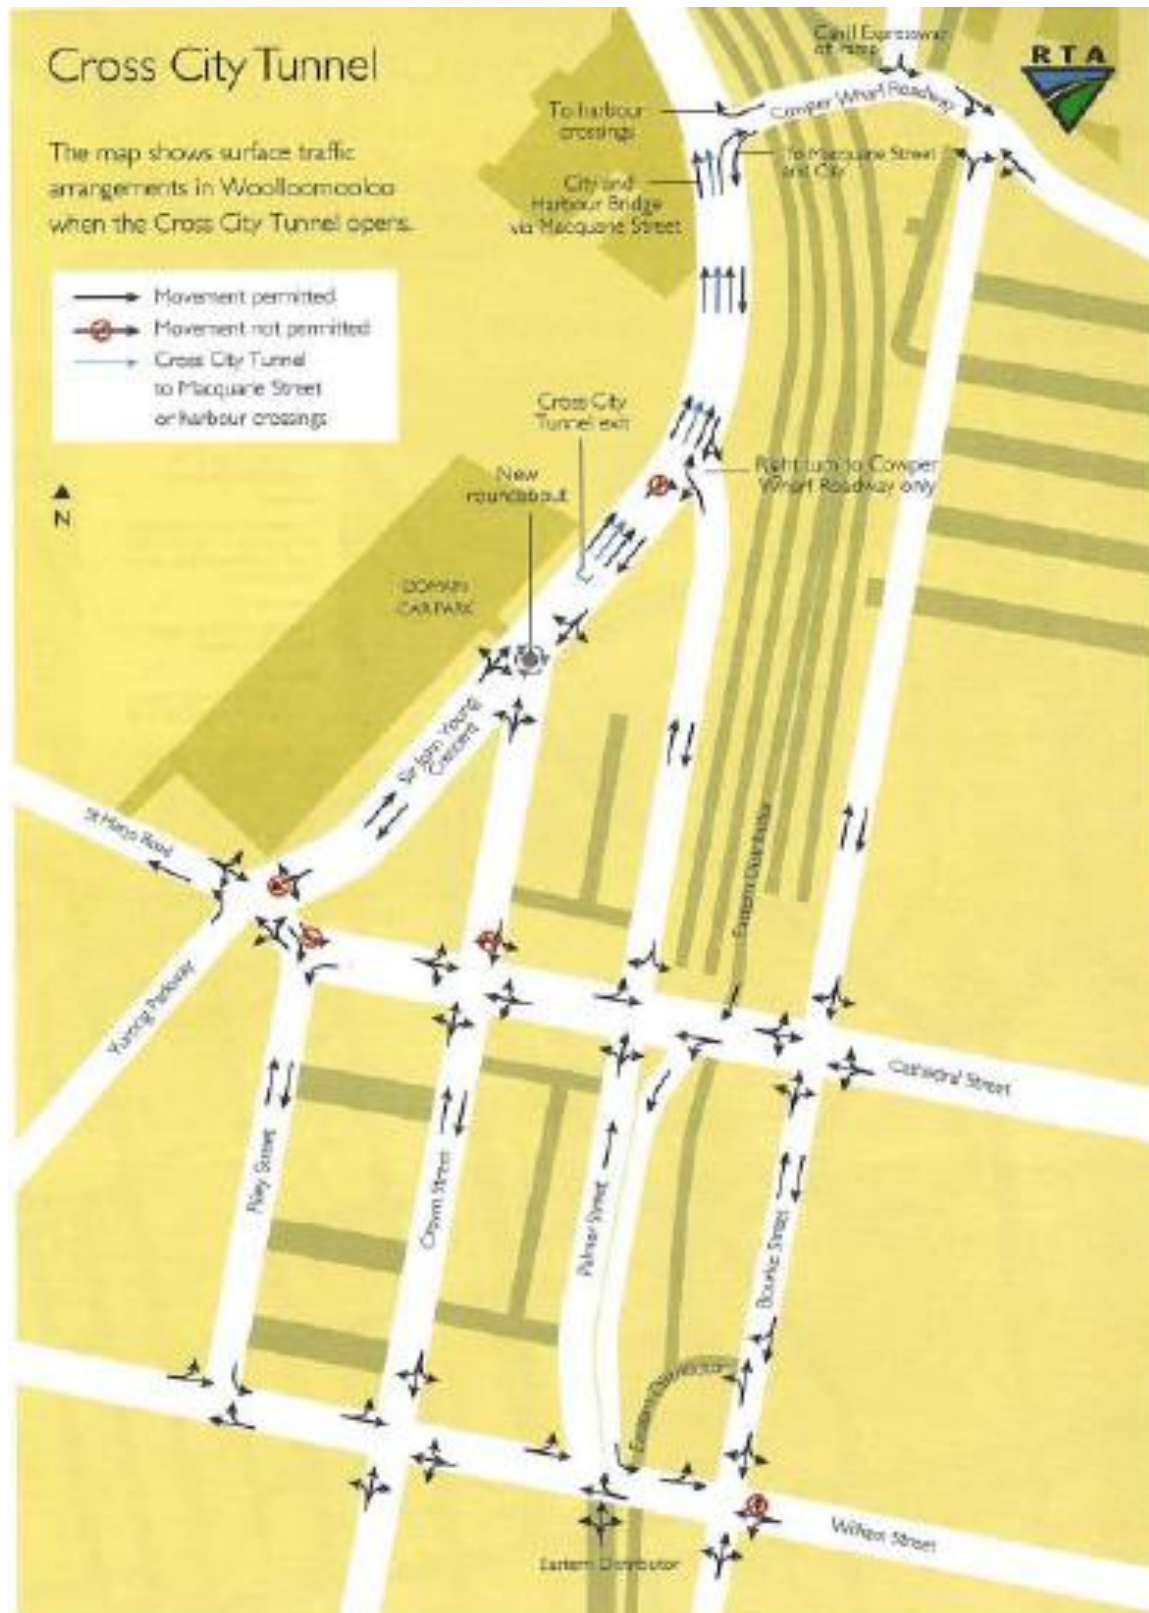 Cross City Tunnel
The map shows surface traffic
arrangements in Woolloomooloo
when the Cross City Tunnel opens.
Movement permitted
Movement not permitted
Cross City Tunnel
to Macquarie Street
or harbour crossings
N
RTA
Cahill Expressway
off ramp
Cowper Wharf Roadway
To harbour
crossings
To Macquarie Street
and City
City and
Harbour Bridge
via Macquarie Street
Cross City
Tunnel exit
New
roundabout
Right turn to Cowper
Wharf Roadway only
DOMAIN
CAR PARK
Sir John Young
Crescent
St Marys Road
Yurong Parkway
Eastern Distributor
Cathedral Street
Riley Street
Crown Street
Palmer Street
Bourke Street
Eastern Distributor
William Street
Eastern Distributor